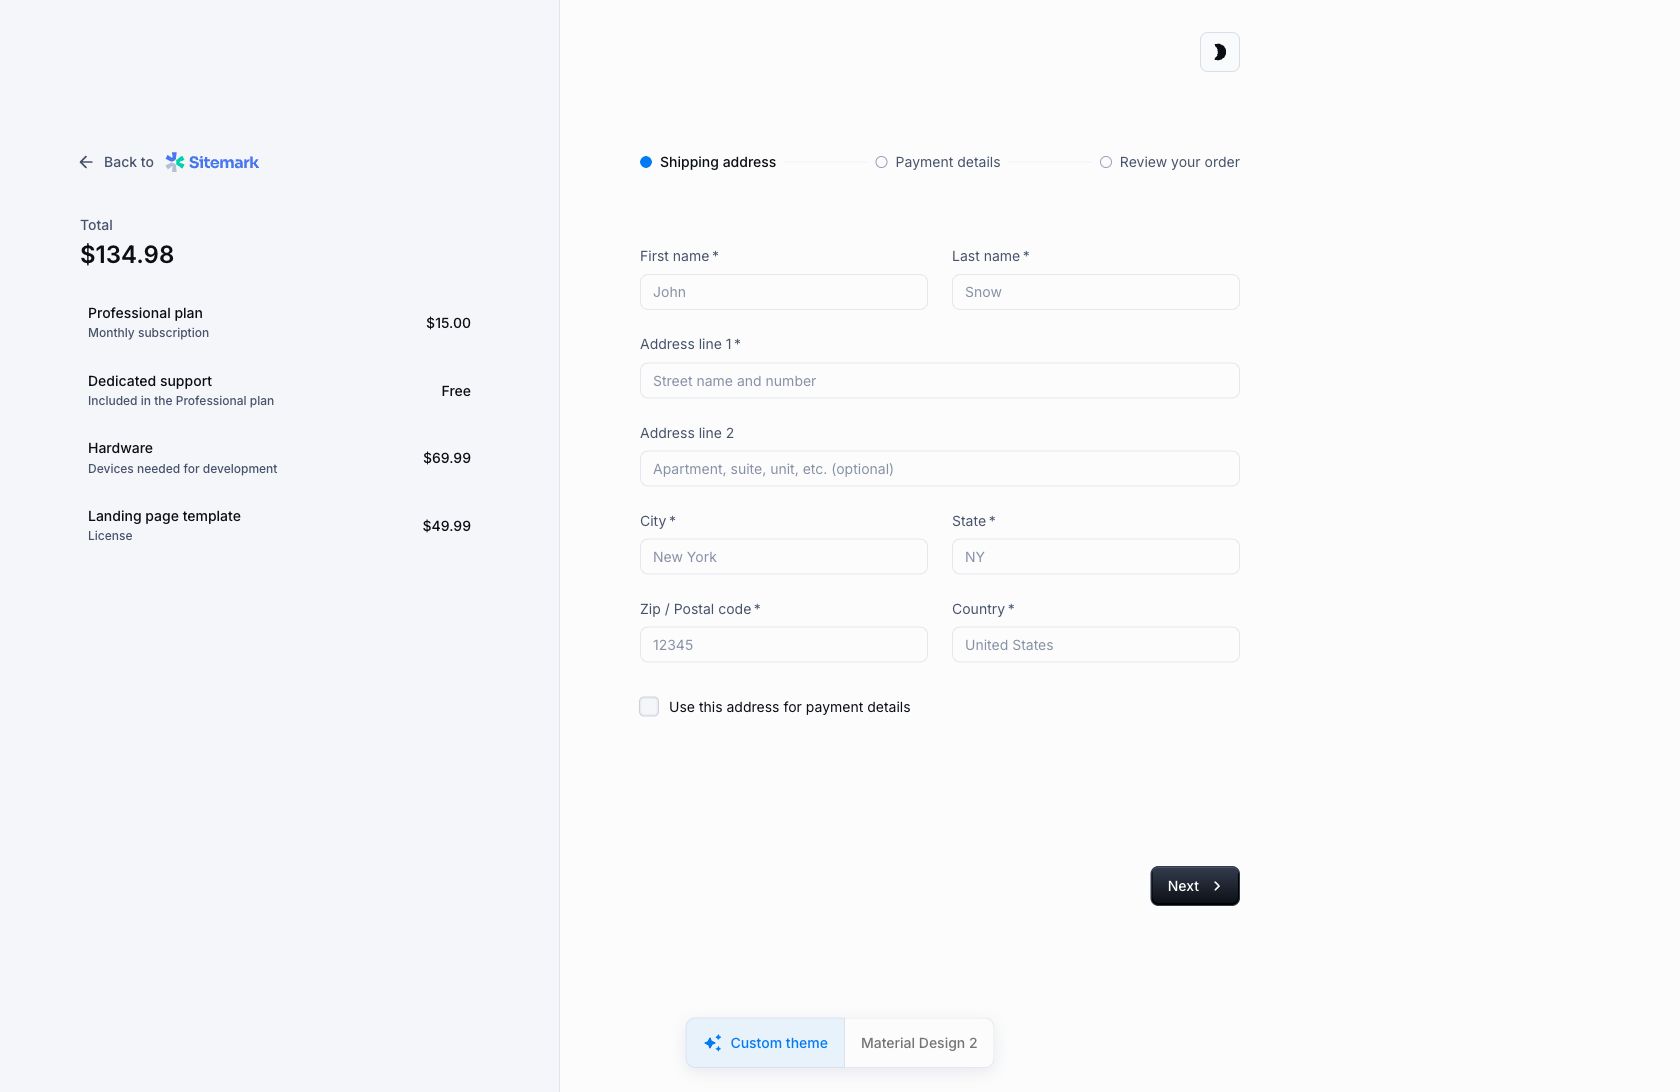 Back to Sitemark
Total
$134.98
Professional plan
Monthly subscription
$15.00
Dedicated support
Included in the Professional plan
Free
Hardware
Devices needed for development
$69.99
Landing page template
License
$49.99
Shipping address
Payment details
Review your order
First name *
John
Last name *
Snow
Address line 1 *
Street name and number
Address line 2
Apartment, suite, unit, etc. (optional)
City *
New York
State *
NY
Zip / Postal code *
12345
Country *
United States
Use this address for payment details
Next
Custom theme
Material Design 2